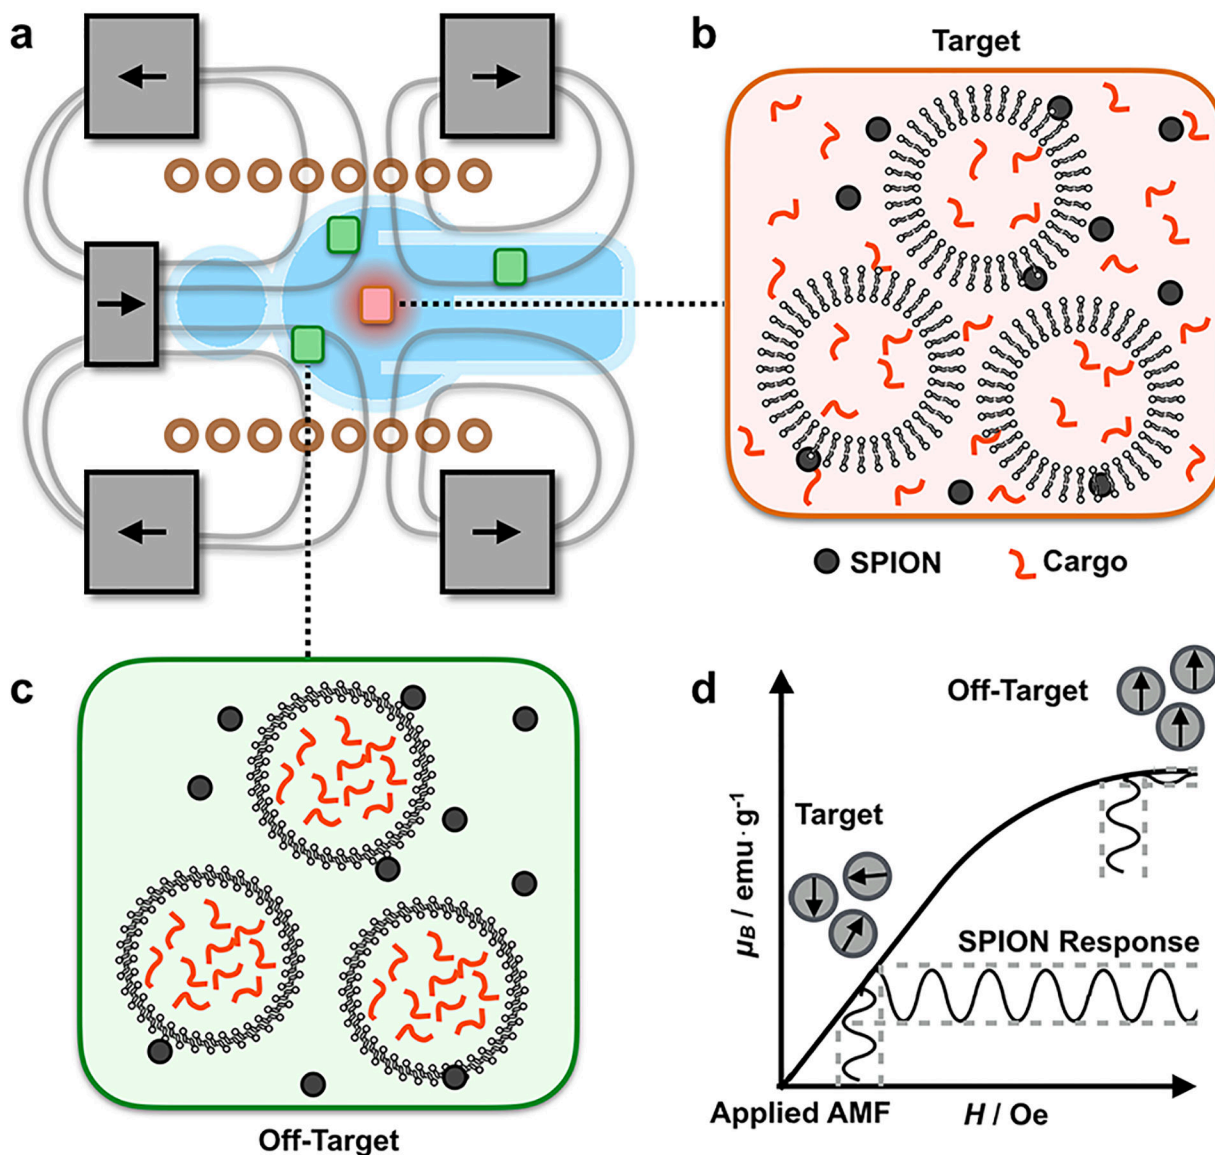 a
b
Target
SPION
Cargo
c
Off-Target
d
Off-Target
Target
SPION Response
μB / emu · g-1
Applied AMF
H / Oe